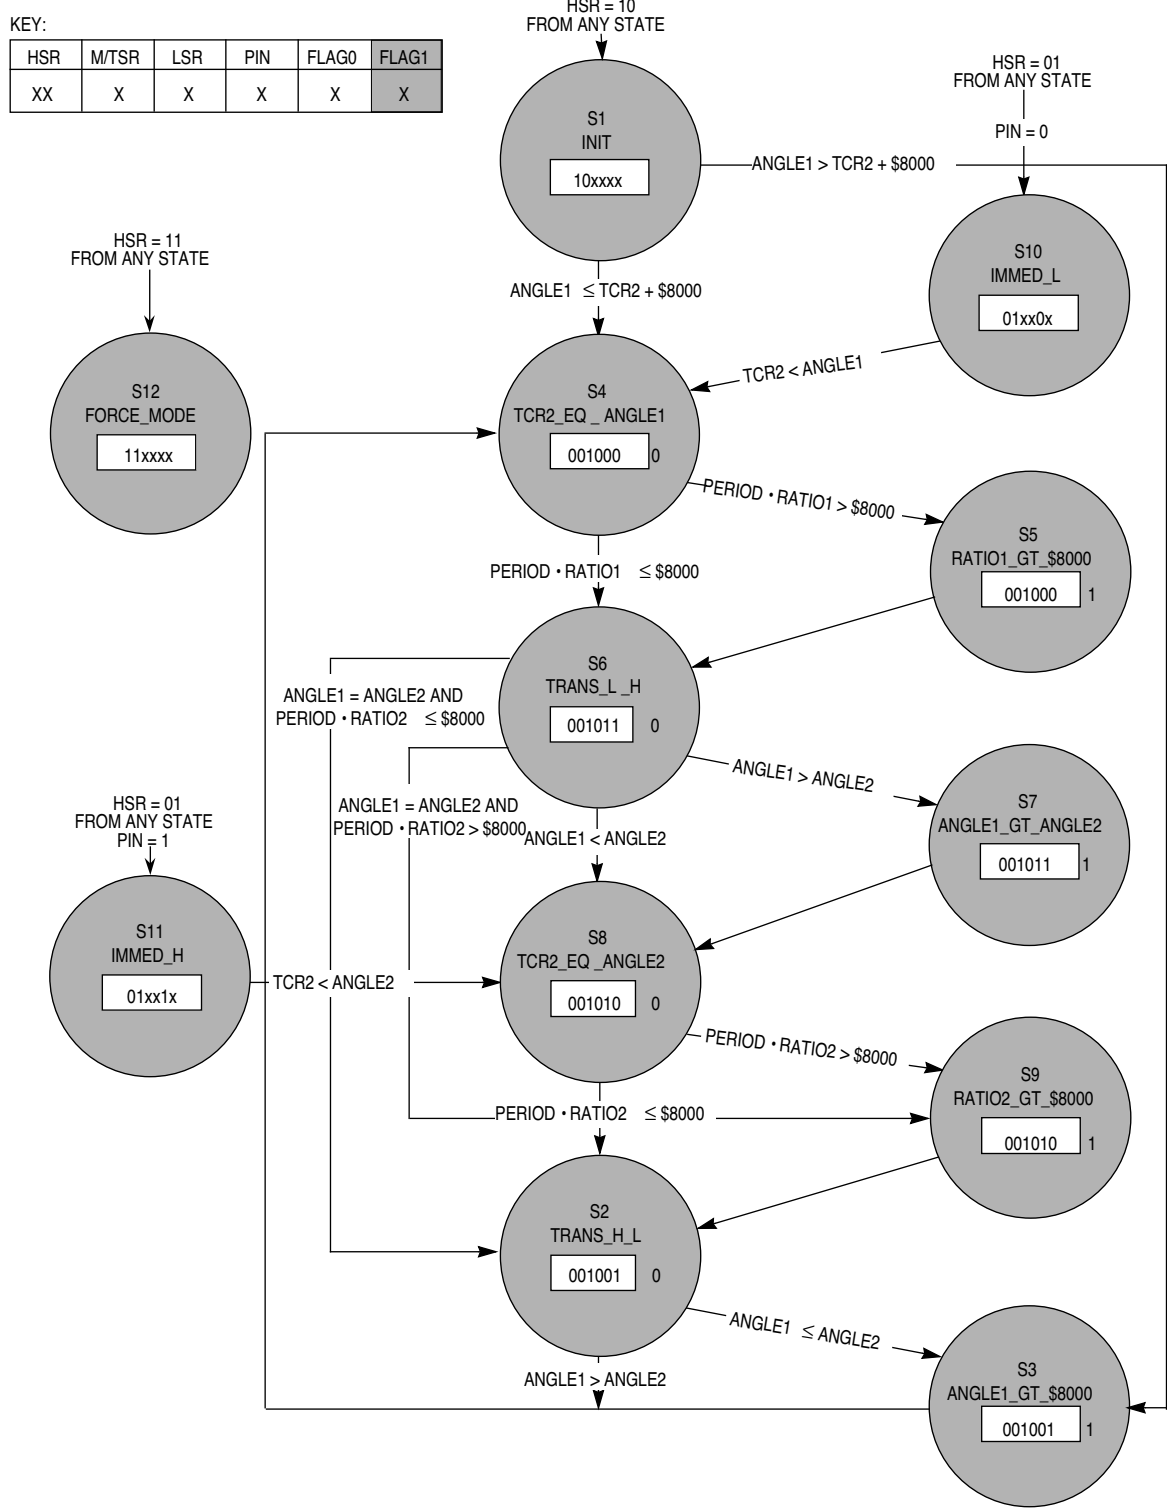 HSR = 10
FROM ANY STATE
KEY:
HSR M/TSR LSR PIN FLAG0 FLAG1
XX X X X X X
HSR = 01
FROM ANY STATE
PIN = 0
S1
INIT
10xxxx
ANGLE1 > TCR2 + $8000
HSR = 11
FROM ANY STATE
S10
IMMED_L
01xx0x
ANGLE1 ≤ TCR2 + $8000
TCR2 < ANGLE1
S12
FORCE_MODE
11xxxx
S4
TCR2_EQ _ ANGLE1
001000 0
PERIOD • RATIO1 > $8000
S5
RATIO1_GT_$8000
001000 1
PERIOD • RATIO1 ≤ $8000
S6
TRANS_L _H
001011 0
ANGLE1 = ANGLE2 AND
PERIOD • RATIO2 ≤ $8000
ANGLE1 > ANGLE2
HSR = 01
FROM ANY STATE
PIN = 1
ANGLE1 = ANGLE2 AND
PERIOD • RATIO2 > $8000
ANGLE1 < ANGLE2
S7
ANGLE1_GT_ANGLE2
001011 1
S11
IMMED_H
01xx1x
TCR2 < ANGLE2
S8
TCR2_EQ _ANGLE2
001010 0
PERIOD • RATIO2 > $8000
S9
RATIO2_GT_$8000
001010 1
PERIOD • RATIO2 ≤ $8000
S2
TRANS_H_L
001001 0
ANGLE1 ≤ ANGLE2
ANGLE1 > ANGLE2
S3
ANGLE1_GT_$8000
001001 1